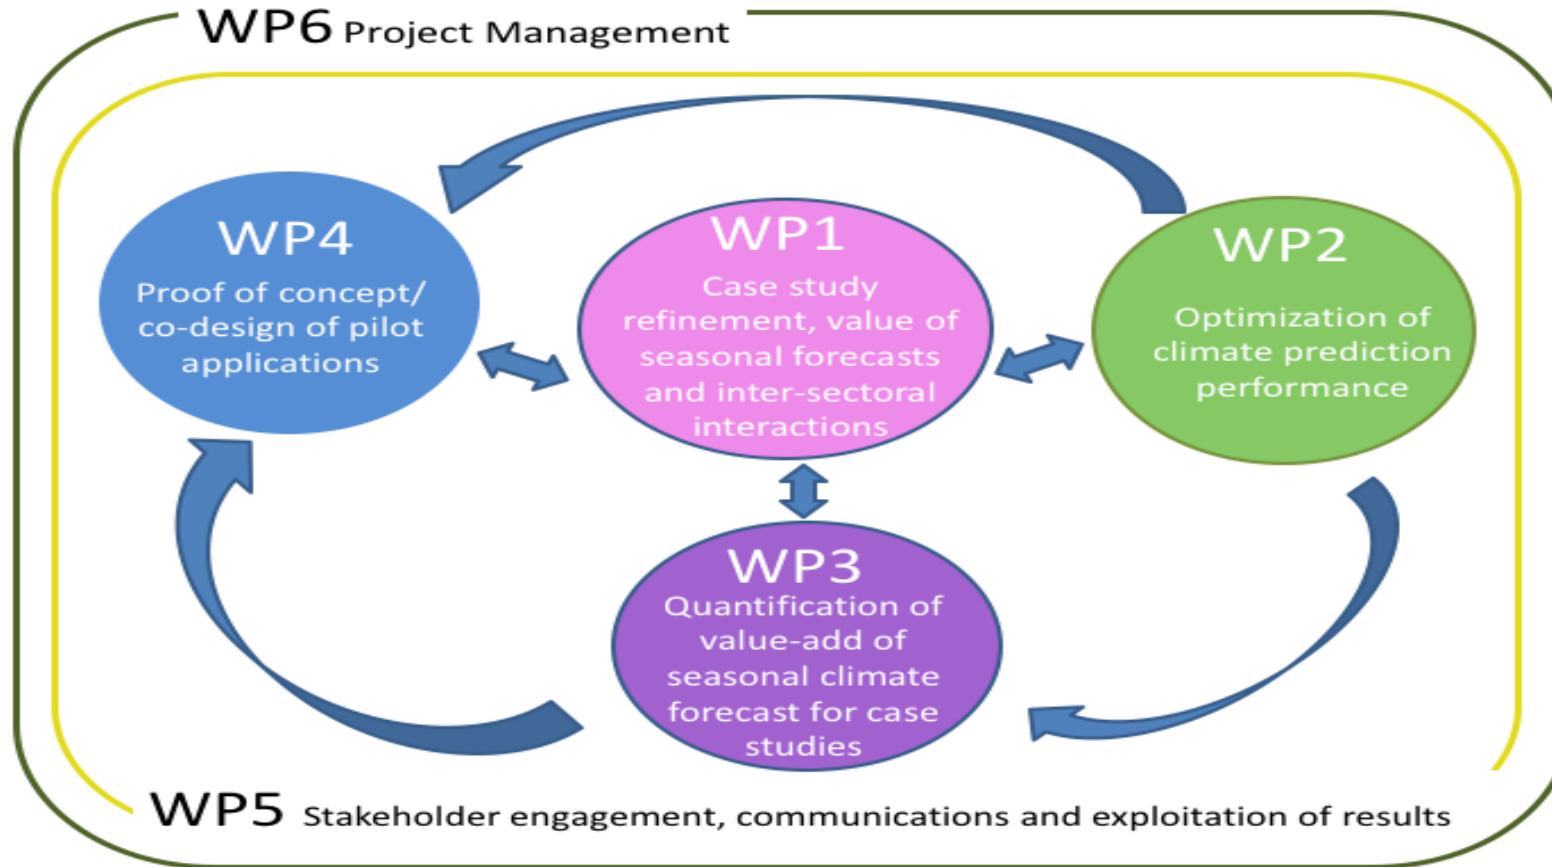 WP6 Project Management
WP4
Proof of concept/
co-design of pilot
applications
WP1
Case study
refinement, value of
seasonal forecasts
and inter-sectoral
interactions
WP2
Optimization of
climate prediction
performance
WP3
Quantification of
value-add of
seasonal climate
forecast for case
studies
WP5 Stakeholder engagement, communications and exploitation of results